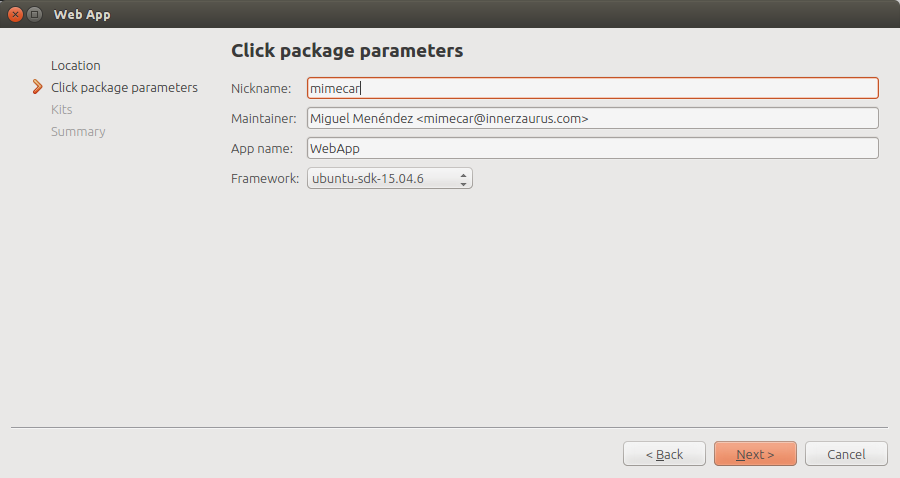 Web App
Location
Click package parameters
Kits
Summary
Click package parameters
Nickname: mimecar
Maintainer: Miguel Menéndez <mimecar@innerzaurus.com>
App name: WebApp
Framework: ubuntu-sdk-15.04.6
< Back Next > Cancel